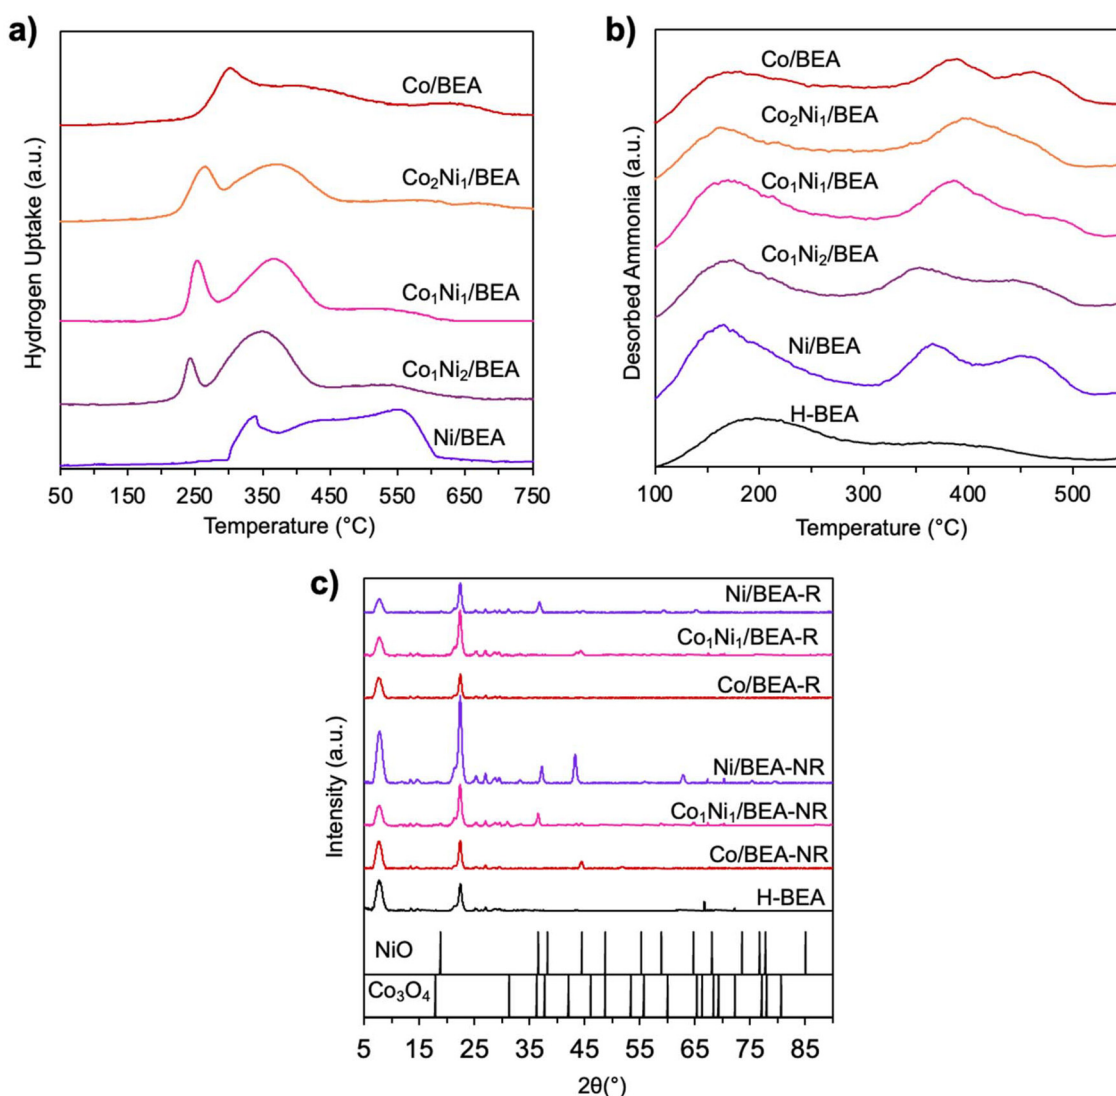 a)
Hydrogen Uptake (a.u.)
Co/BEA
Co₂Ni₁/BEA
Co₁Ni₁/BEA
Co₁Ni₂/BEA
Ni/BEA
50 150 250 350 450 550 650 750
Temperature (°C)
b)
Desorbed Ammonia (a.u.)
Co/BEA
Co₂Ni₁/BEA
Co₁Ni₁/BEA
Co₁Ni₂/BEA
Ni/BEA
H-BEA
100 200 300 400 500
Temperature (°C)
c)
Intensity (a.u.)
Ni/BEA-R
Co₁Ni₁/BEA-R
Co/BEA-R
Ni/BEA-NR
Co₁Ni₁/BEA-NR
Co/BEA-NR
H-BEA
NiO
Co₃O₄
5 15 25 35 45 55 65 75 85
2θ(°)